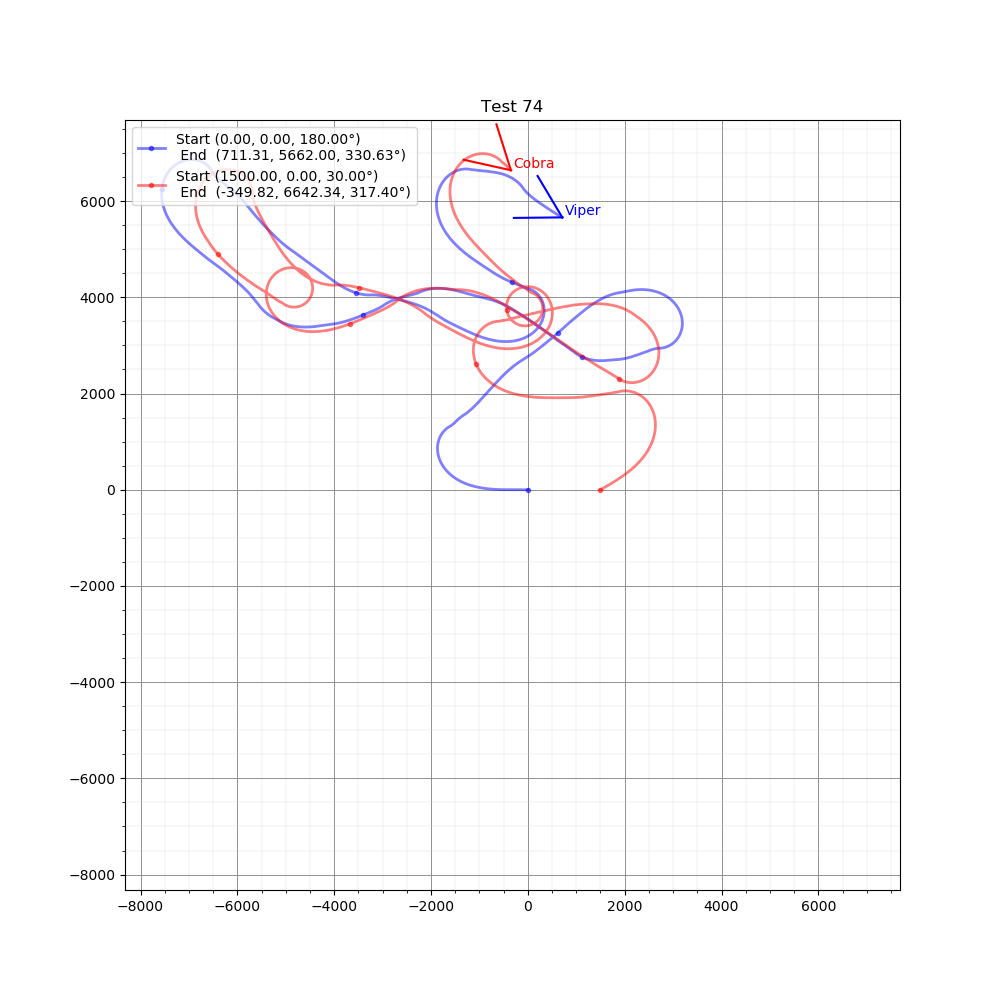 Test 74
Start (0.00, 0.00, 180.00°)
End (711.31, 5662.00, 330.63°)
Start (1500.00, 0.00, 30.00°)
End (-349.82, 6642.34, 317.40°)
Cobra
Viper
6000
4000
2000
0
−2000
−4000
−6000
−8000
−8000 −6000 −4000 −2000 0 2000 4000 6000